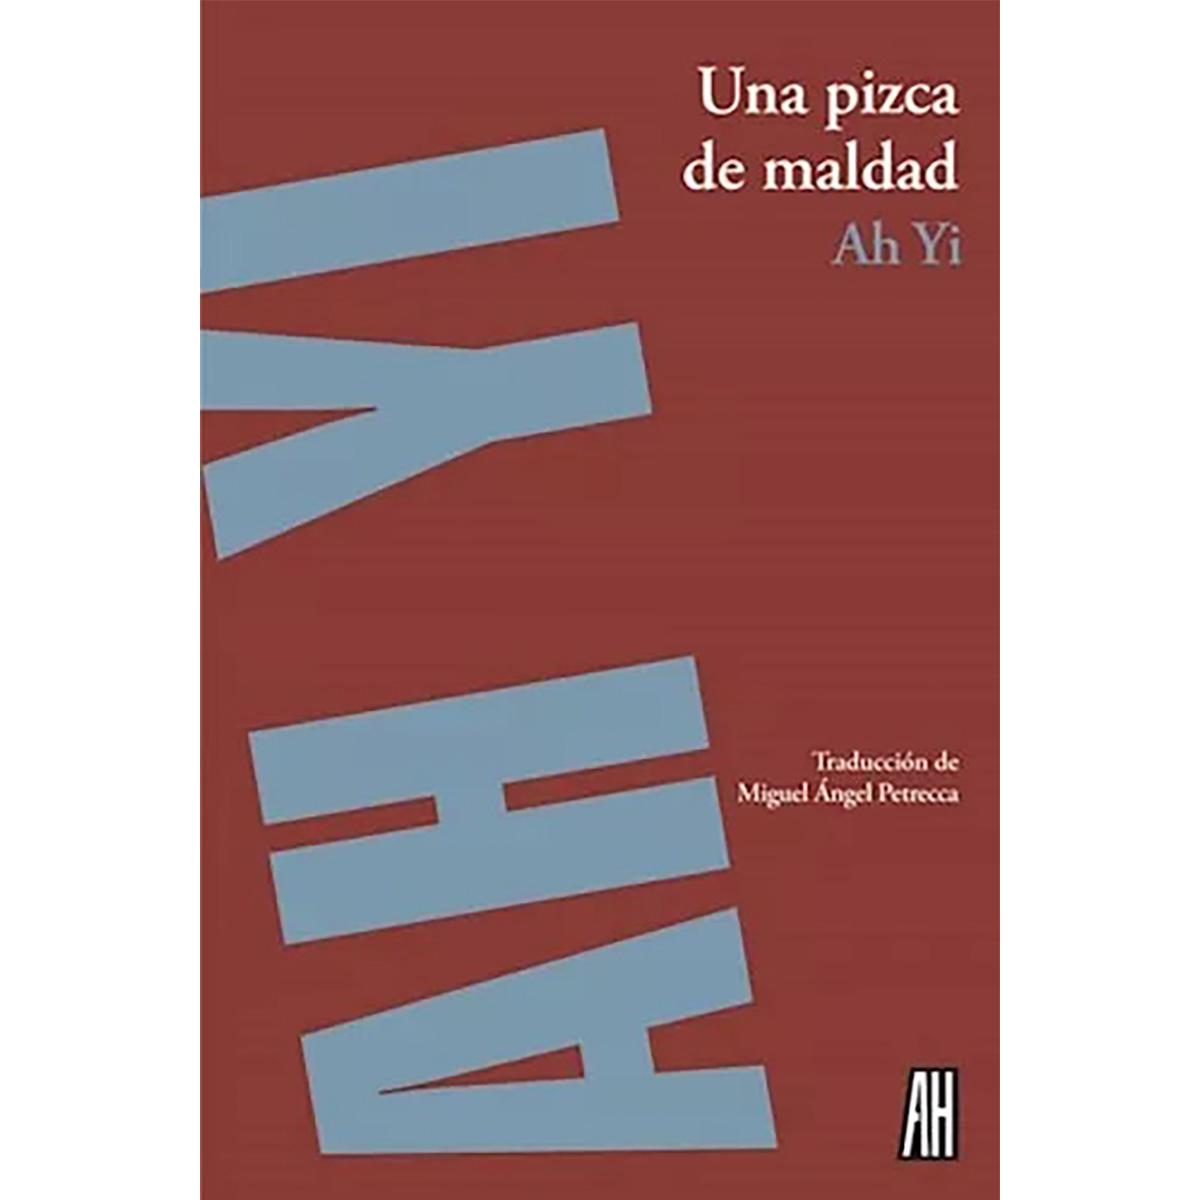 Una pizca
de maldad
Ah Yi
AH YI
Traducción de
Miguel Ángel Petrecca
AH